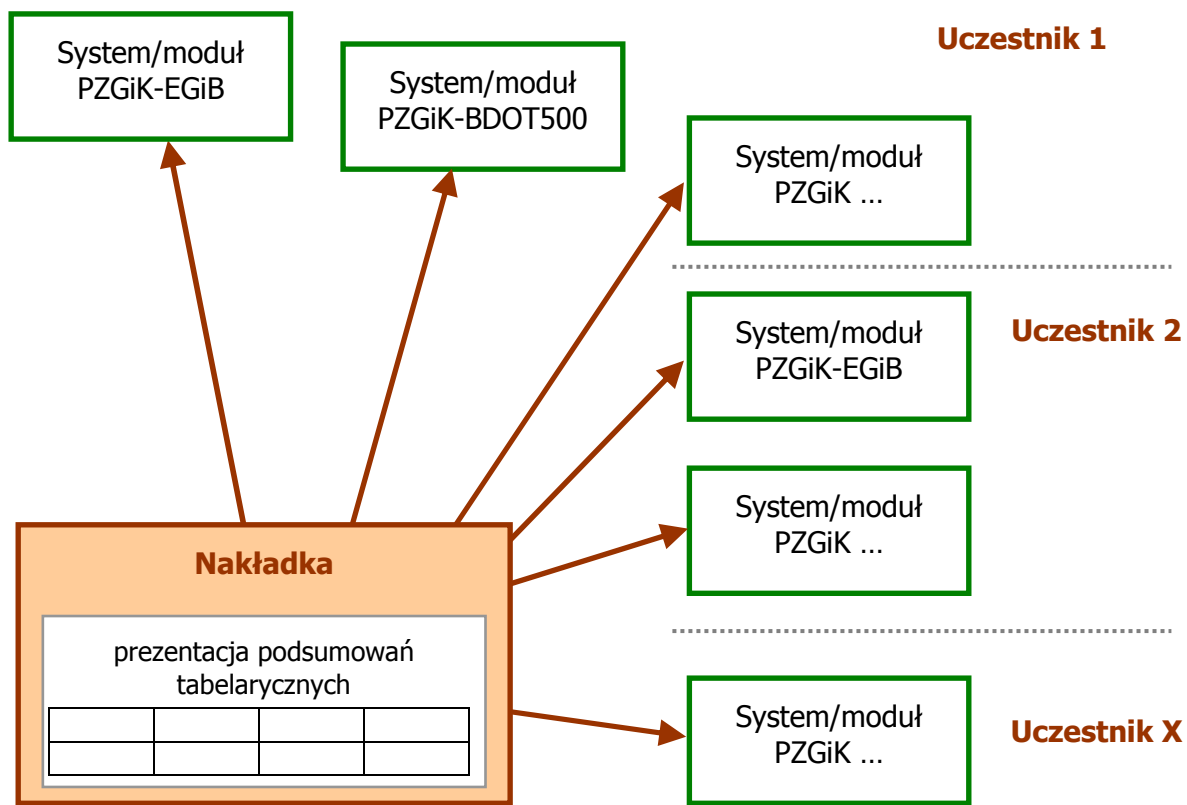 System/moduł
PZGiK-EGiB
System/moduł
PZGiK-BDOT500
Uczestnik 1
System/moduł
PZGiK ...
System/moduł
PZGiK-EGiB
Uczestnik 2
System/moduł
PZGiK ...
Nakładka
prezentacja podsumowań
tabelarycznych
System/moduł
PZGiK ...
Uczestnik X